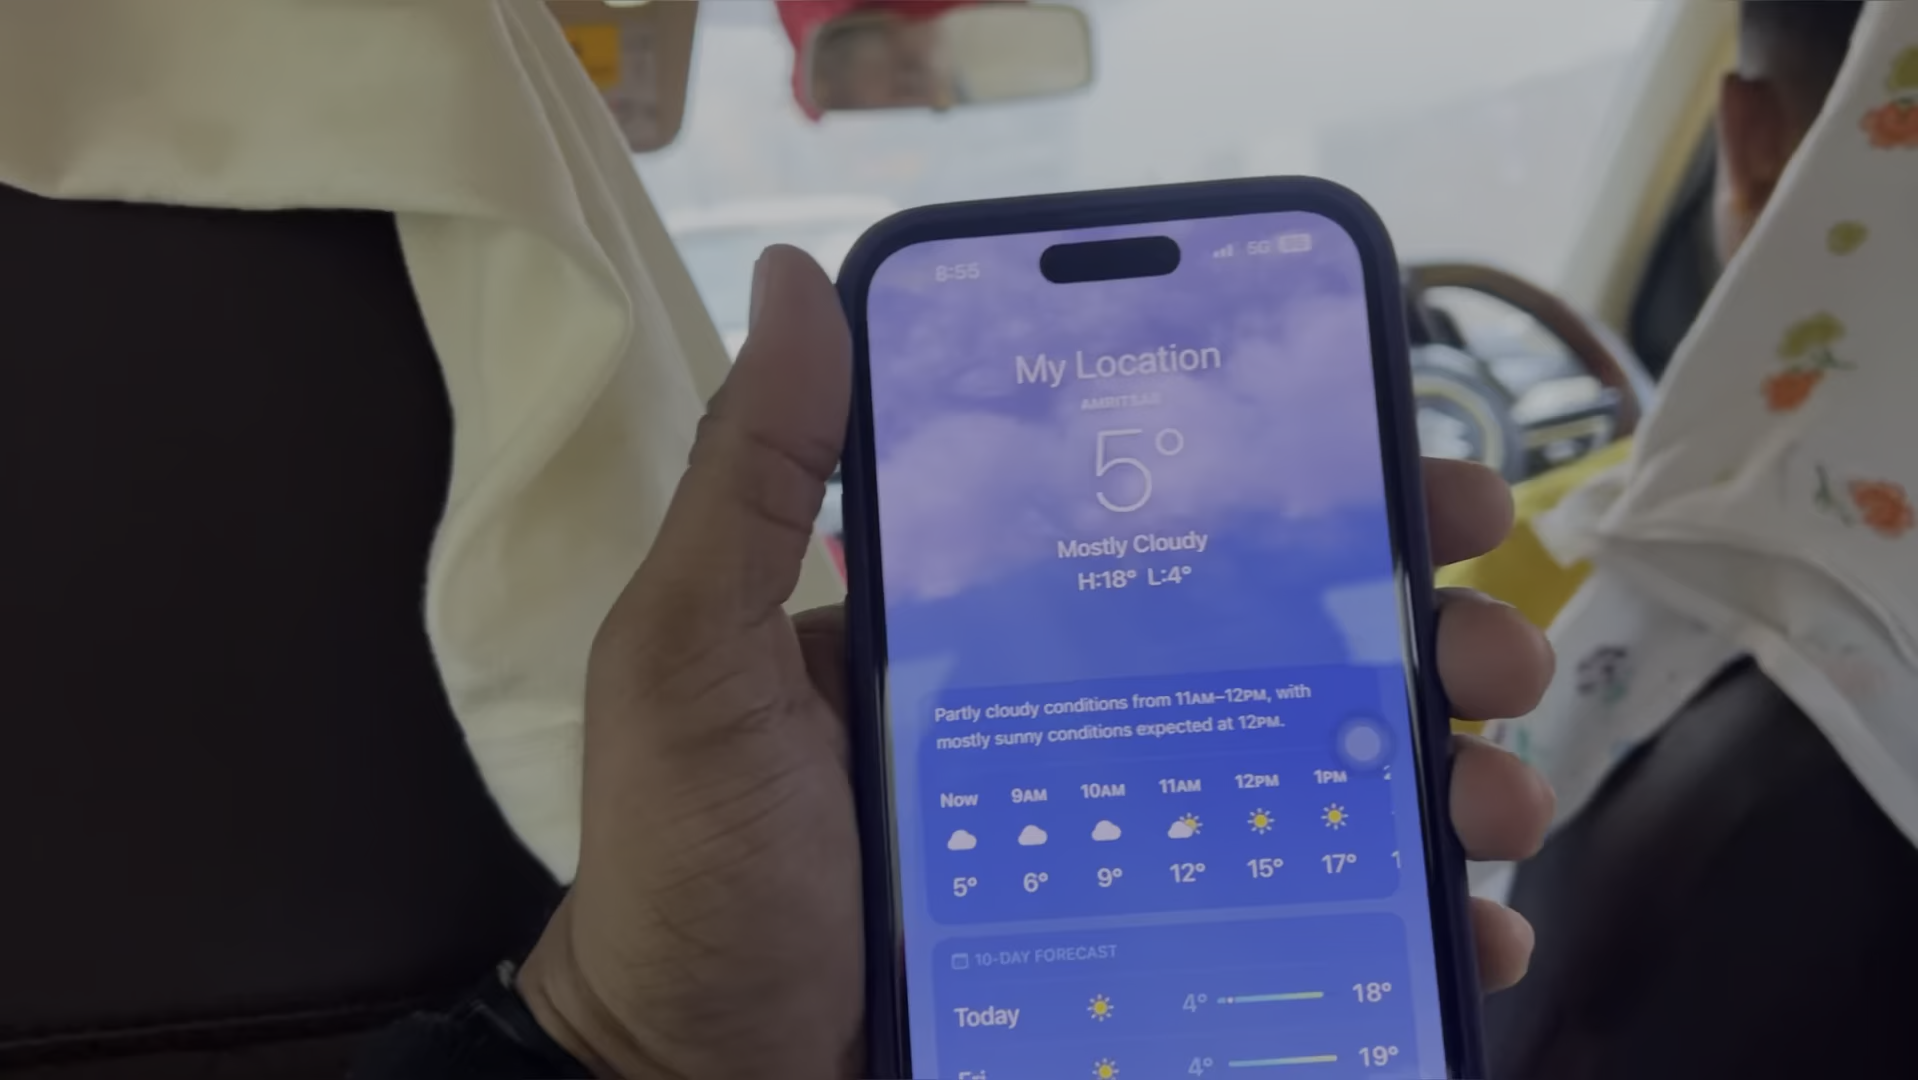 8:55 5G
My Location
AMRITSAR
5°
Mostly Cloudy
H:18° L:4°
Partly cloudy conditions from 11AM–12PM, with
mostly sunny conditions expected at 12PM.
Now 9AM 10AM 11AM 12PM 1PM
5° 6° 9° 12° 15° 17°
10-DAY FORECAST
Today 4° 18°
Fri 4° 19°